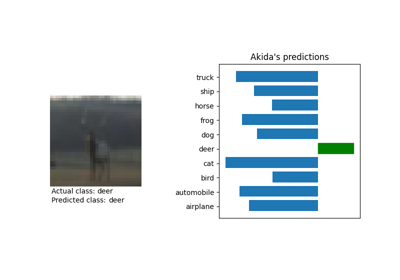 Akida's predictions
truck
ship
horse
frog
dog
deer
cat
bird
automobile
airplane
Actual class: deer
Predicted class: deer